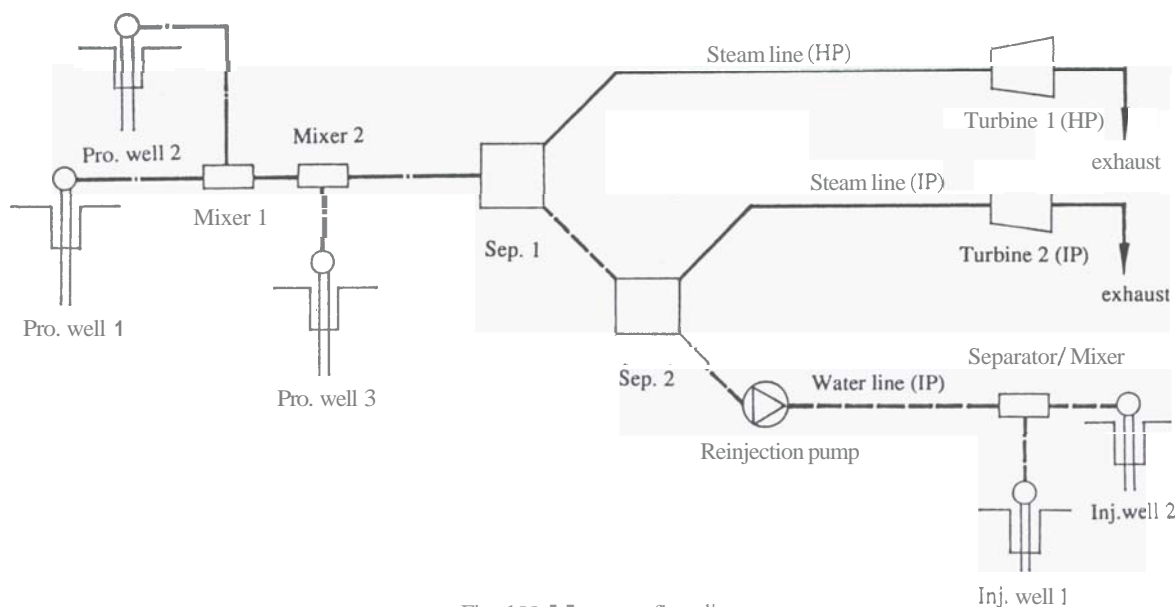 Steam line (HP)
Turbine 1 (HP)
exhaust
Pro. well 2
Mixer 2
Mixer 1
Steam line (IP)
Sep. 1
Turbine 2 (IP)
exhaust
Pro. well 1
Pro. well 3
Sep. 2
Water line (IP)
Separator/ Mixer
Reinjection pump
Inj.well 2
Inj. well 1